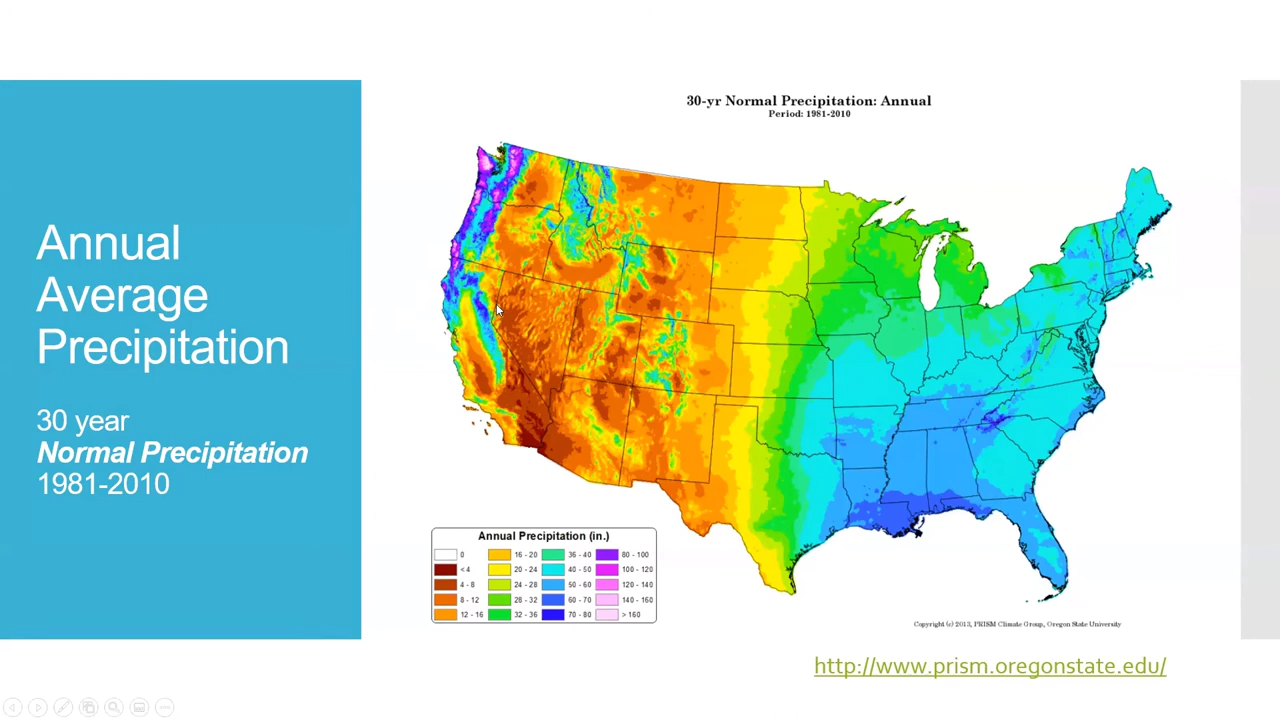 Annual
Average
Precipitation
30 year
Normal Precipitation
1981-2010
30-yr Normal Precipitation: Annual
Period: 1981-2010
Annual Precipitation (in.)
0 16 - 20 36 - 40 80 - 100
< 4 20 - 24 40 - 50 100 - 120
4 - 8 24 - 28 50 - 60 120 - 140
8 - 12 28 - 32 60 - 70 140 - 160
12 - 16 32 - 36 70 - 80 > 160
Copyright (c) 2013, PRISM Climate Group, Oregon State University
http://www.prism.oregonstate.edu/